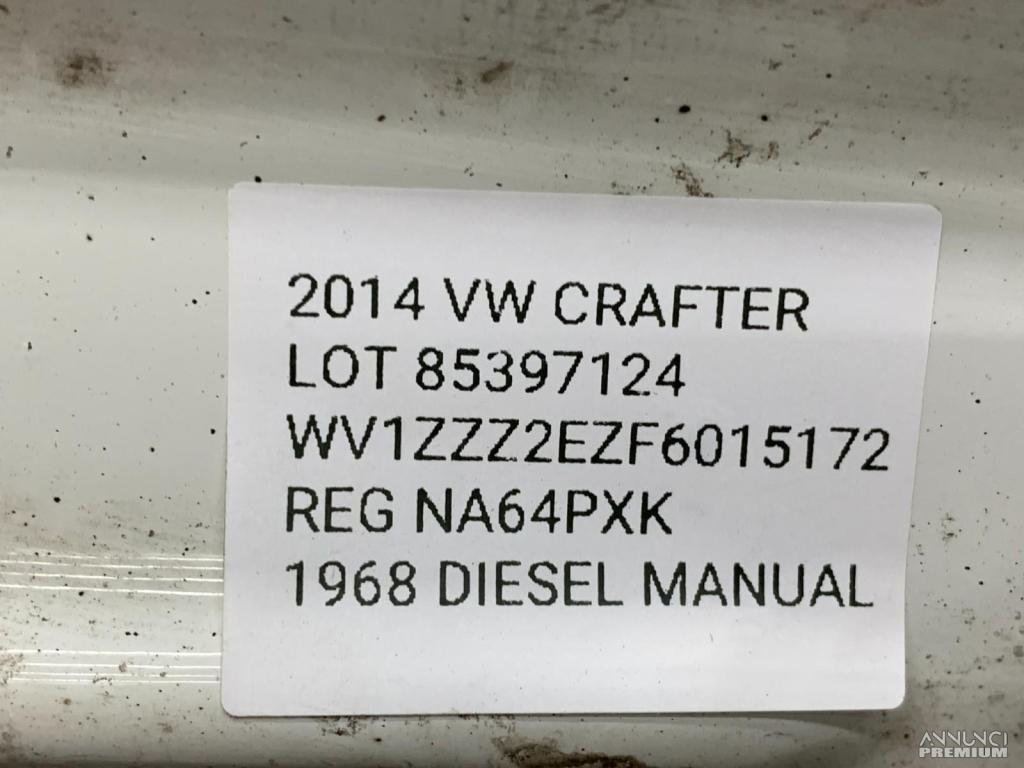 2014 VW CRAFTER
LOT 85397124
WV1ZZZ2EZF6015172
REG NA64PXK
1968 DIESEL MANUAL
ANNUNCI
PREMIUM